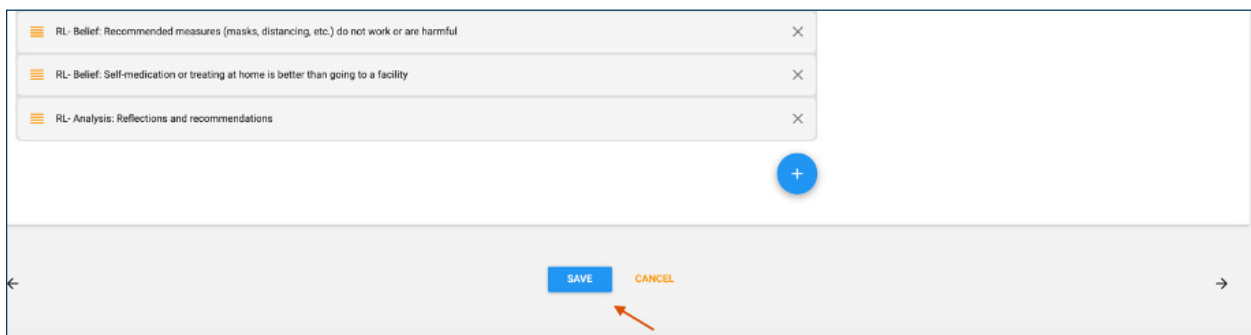 RL- Belief: Recommended measures (masks, distancing, etc.) do not work or are harmful
RL- Belief: Self-medication or treating at home is better than going to a facility
RL- Analysis: Reflections and recommendations
SAVE CANCEL